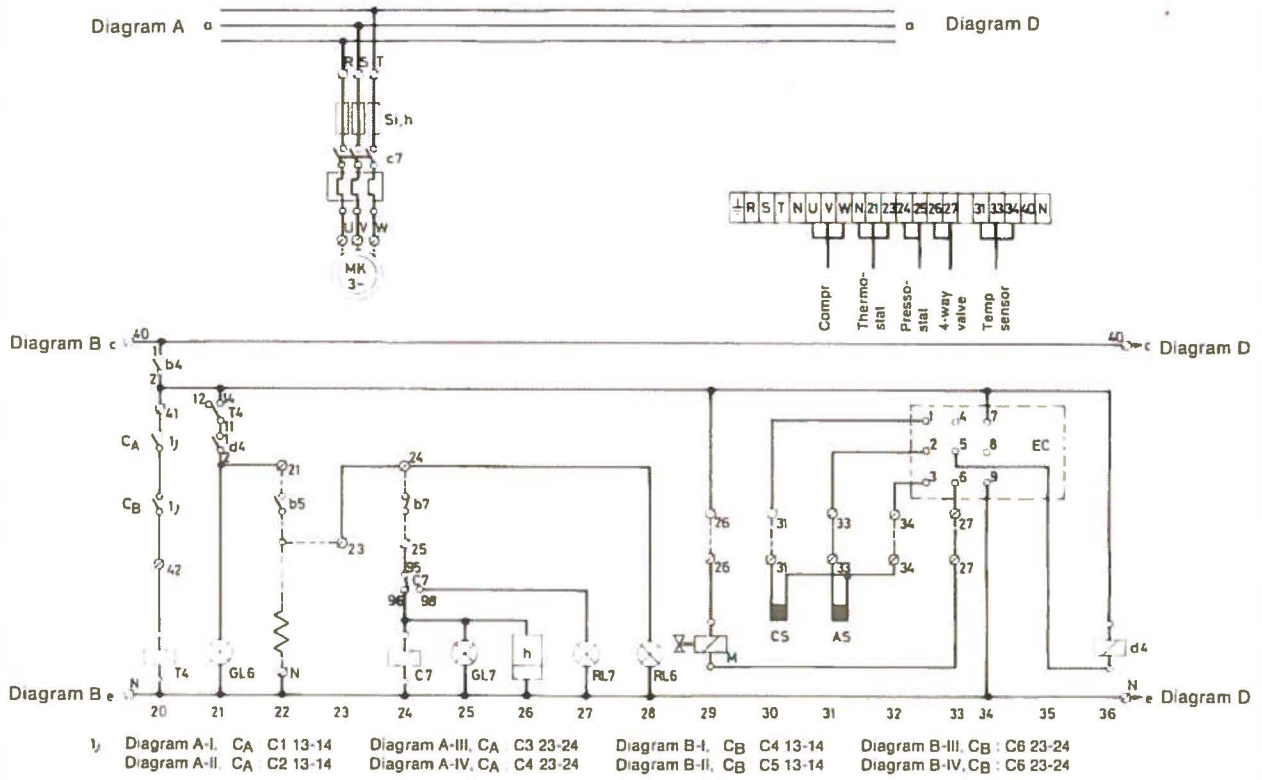 Diagram A a
a Diagram D
R S T
Si,h
c7
U V W
MK
3~
R S T N U V W N 21 23 24 25 26 27 31 33 34 40 N
Compr
Thermo-
stat
Presso-
stat
4-way
valve
Temp
sensor
Diagram B c 40
40 c Diagram D
1
b4
2
41
12 14
T4
11
CA 1)
1
d4
2
21
24
1 4 7
2 5 8 EC
3 6 9
b5
b7
CB 1)
26 31 33 34 27
23
25
42
95
C7
96 98
26 31 33 34 27
CS AS
T4 GL6 N C7 GL7 h RL7 RL6 M d4
Diagram B e N
N e Diagram D
20 21 22 23 24 25 26 27 28 29 30 31 32 33 34 35 36
1) Diagram A-I, CA : C1 13-14 Diagram A-III, CA : C3 23-24 Diagram B-I, CB : C4 13-14 Diagram B-III, CB : C6 23-24
Diagram A-II, CA : C2 13-14 Diagram A-IV, CA : C4 23-24 Diagram B-II, CB : C5 13-14 Diagram B-IV, CB : C6 23-24